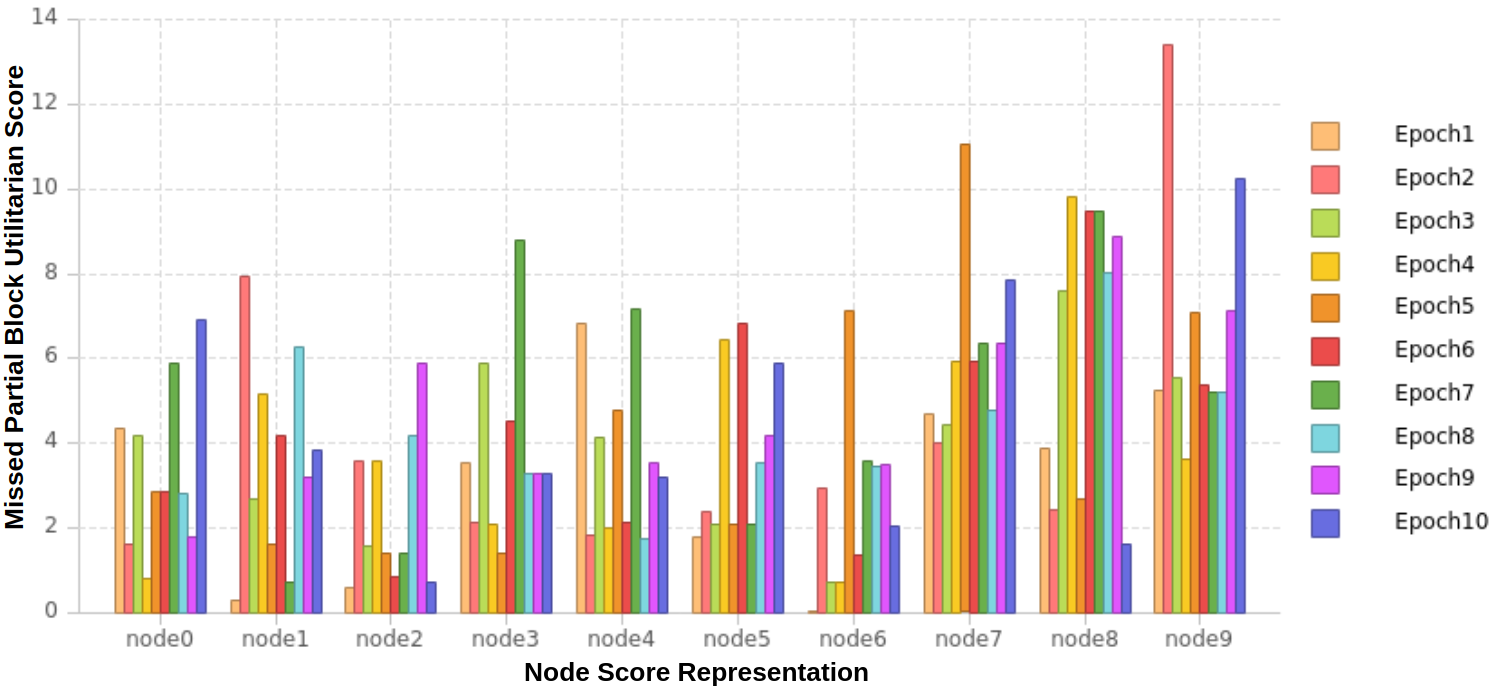 Missed Partial Block Utilitarian Score
14
12
10
8
6
4
2
0
node0 node1 node2 node3 node4 node5 node6 node7 node8 node9
Node Score Representation
Epoch1
Epoch2
Epoch3
Epoch4
Epoch5
Epoch6
Epoch7
Epoch8
Epoch9
Epoch10